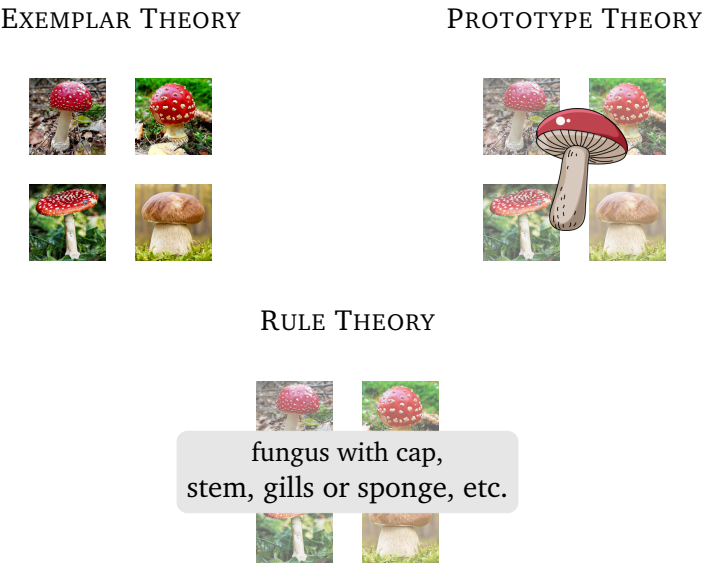 EXEMPLAR THEORY
PROTOTYPE THEORY
RULE THEORY
fungus with cap,
stem, gills or sponge, etc.